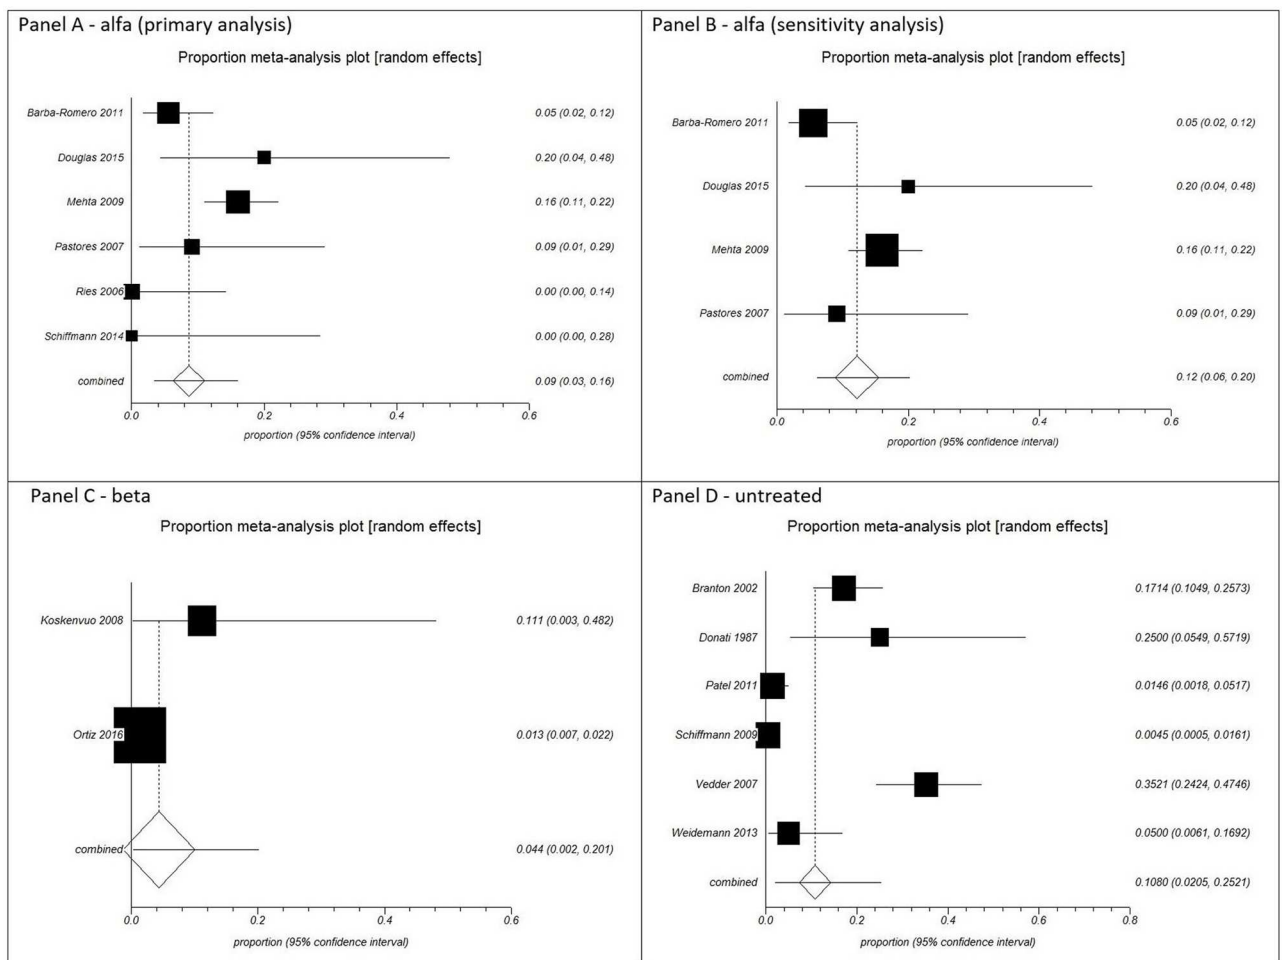 Panel A - alfa (primary analysis)
Proportion meta-analysis plot [random effects]
Barba-Romero 2011 0.05 (0.02, 0.12)
Douglas 2015 0.20 (0.04, 0.48)
Mehta 2009 0.16 (0.11, 0.22)
Pastores 2007 0.09 (0.01, 0.29)
Ries 2006 0.00 (0.00, 0.14)
Schiffmann 2014 0.00 (0.00, 0.28)
combined 0.09 (0.03, 0.16)
0.0 0.2 0.4 0.6
proportion (95% confidence interval)
Panel B - alfa (sensitivity analysis)
Proportion meta-analysis plot [random effects]
Barba-Romero 2011 0.05 (0.02, 0.12)
Douglas 2015 0.20 (0.04, 0.48)
Mehta 2009 0.16 (0.11, 0.22)
Pastores 2007 0.09 (0.01, 0.29)
combined 0.12 (0.06, 0.20)
0.0 0.2 0.4 0.6
proportion (95% confidence interval)
Panel C - beta
Proportion meta-analysis plot [random effects]
Koskenvuo 2008 0.111 (0.003, 0.482)
Ortiz 2016 0.013 (0.007, 0.022)
combined 0.044 (0.002, 0.201)
0.0 0.2 0.4 0.6
proportion (95% confidence interval)
Panel D - untreated
Proportion meta-analysis plot [random effects]
Branton 2002 0.1714 (0.1049, 0.2573)
Donati 1987 0.2500 (0.0549, 0.5719)
Patel 2011 0.0146 (0.0018, 0.0517)
Schiffmann 2009 0.0045 (0.0005, 0.0161)
Vedder 2007 0.3521 (0.2424, 0.4746)
Weidemann 2013 0.0500 (0.0061, 0.1692)
combined 0.1080 (0.0205, 0.2521)
0.0 0.2 0.4 0.6 0.8
proportion (95% confidence interval)